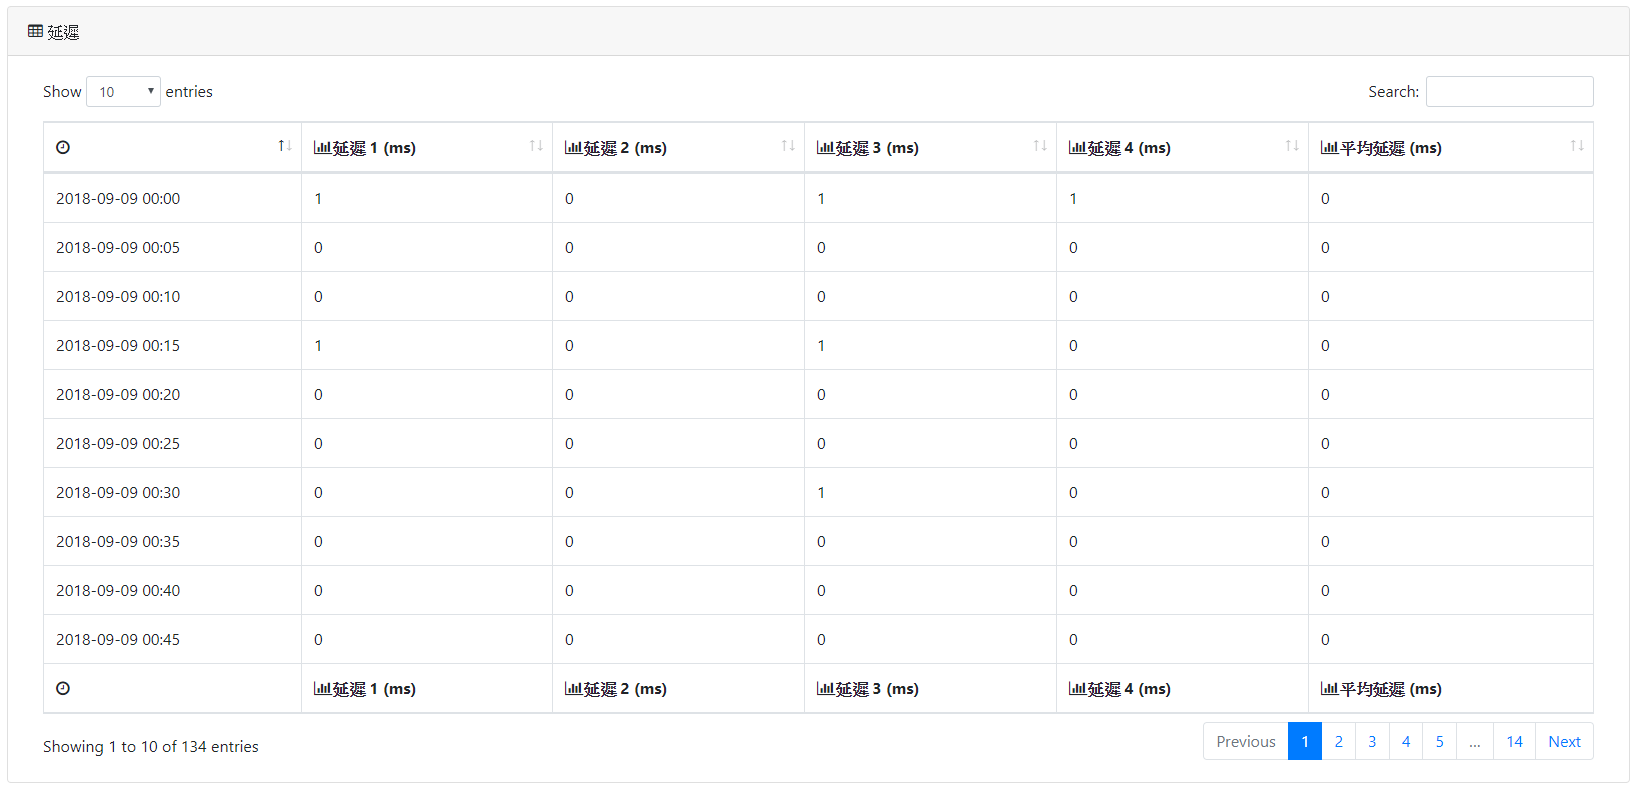 延遲
Show 10 entries Search:
延遲 1 (ms) 延遲 2 (ms) 延遲 3 (ms) 延遲 4 (ms) 平均延遲 (ms)
2018-09-09 00:00 1 0 1 1 0
2018-09-09 00:05 0 0 0 0 0
2018-09-09 00:10 0 0 0 0 0
2018-09-09 00:15 1 0 1 0 0
2018-09-09 00:20 0 0 0 0 0
2018-09-09 00:25 0 0 0 0 0
2018-09-09 00:30 0 0 1 0 0
2018-09-09 00:35 0 0 0 0 0
2018-09-09 00:40 0 0 0 0 0
2018-09-09 00:45 0 0 0 0 0
延遲 1 (ms) 延遲 2 (ms) 延遲 3 (ms) 延遲 4 (ms) 平均延遲 (ms)
Showing 1 to 10 of 134 entries Previous 1 2 3 4 5 ... 14 Next